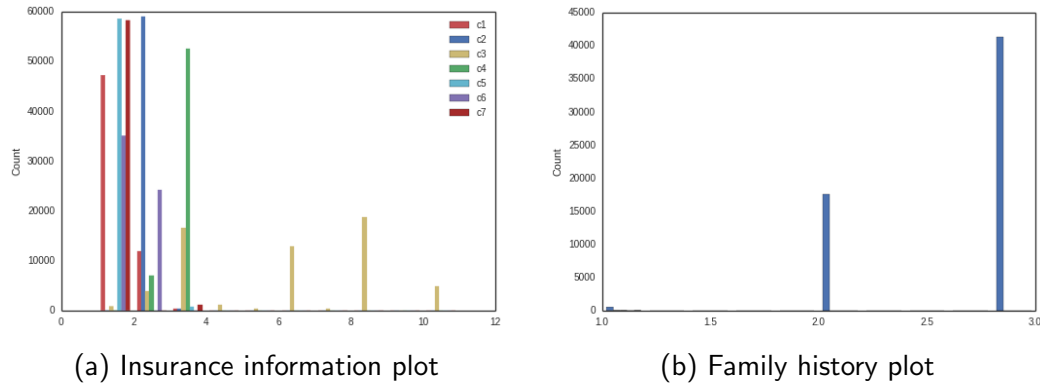 60000
50000
40000
30000
20000
10000
0
Count
0 2 4 6 8 10 12
c1
c2
c3
c4
c5
c6
c7
(a) Insurance information plot
45000
40000
35000
30000
25000
20000
15000
10000
5000
0
Count
1.0 1.5 2.0 2.5 3.0
(b) Family history plot